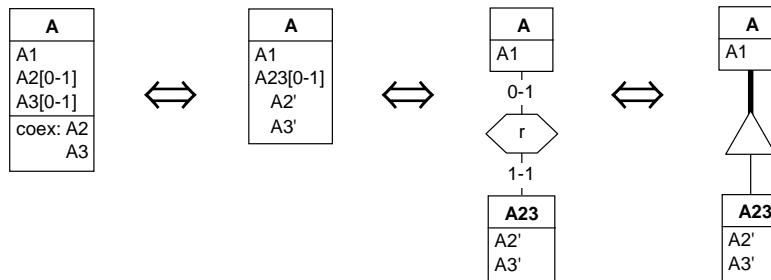 A
A1
A2[0-1]
A3[0-1]
coex: A2
A3
A
A1
A23[0-1]
A2'
A3'
A
A1
0-1
r
1-1
A23
A2'
A3'
A
A1
A23
A2'
A3'